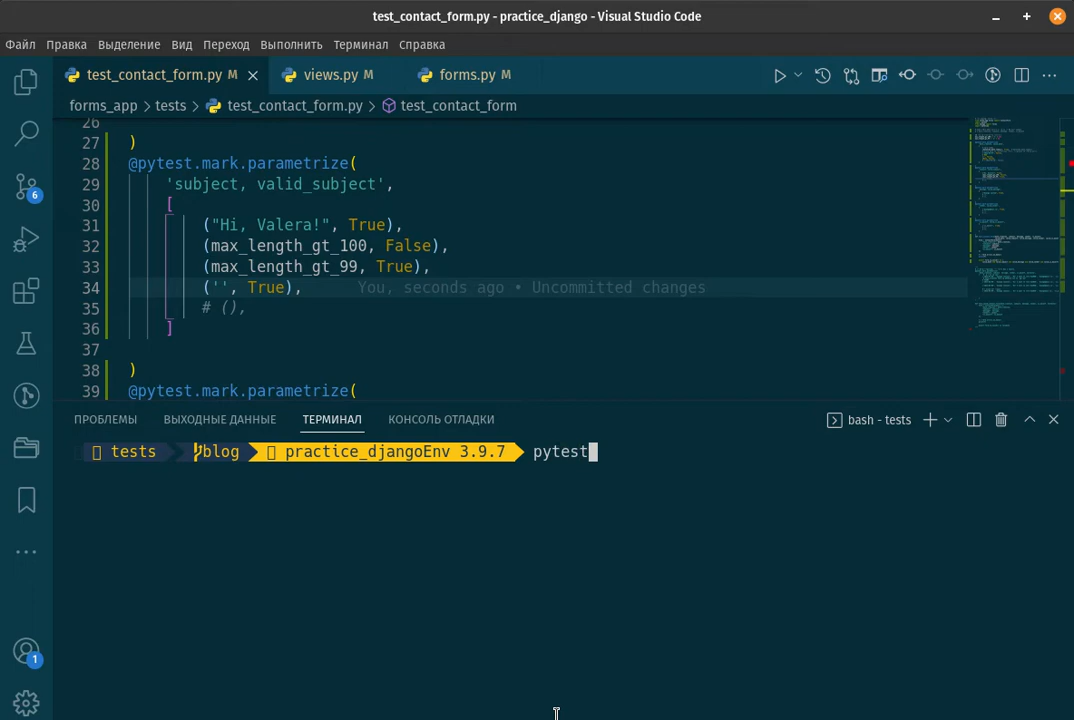 test_contact_form.py - practice_django - Visual Studio Code
Файл Правка Выделение Вид Переход Выполнить Терминал Справка
test_contact_form.py M views.py M forms.py M
forms_app > tests > test_contact_form.py > test_contact_form
26
27 )
28 @pytest.mark.parametrize(
29 'subject, valid_subject',
30 [
31 ("Hi, Valera!", True),
32 (max_length_gt_100, False),
33 (max_length_gt_99, True),
34 ('', True), You, seconds ago • Uncommitted changes
35 # (),
36 ]
37
38 )
39 @pytest.mark.parametrize(
6
ПРОБЛЕМЫ ВЫХОДНЫЕ ДАННЫЕ ТЕРМИНАЛ КОНСОЛЬ ОТЛАДКИ bash - tests
tests blog practice_djangoEnv 3.9.7 pytest
1